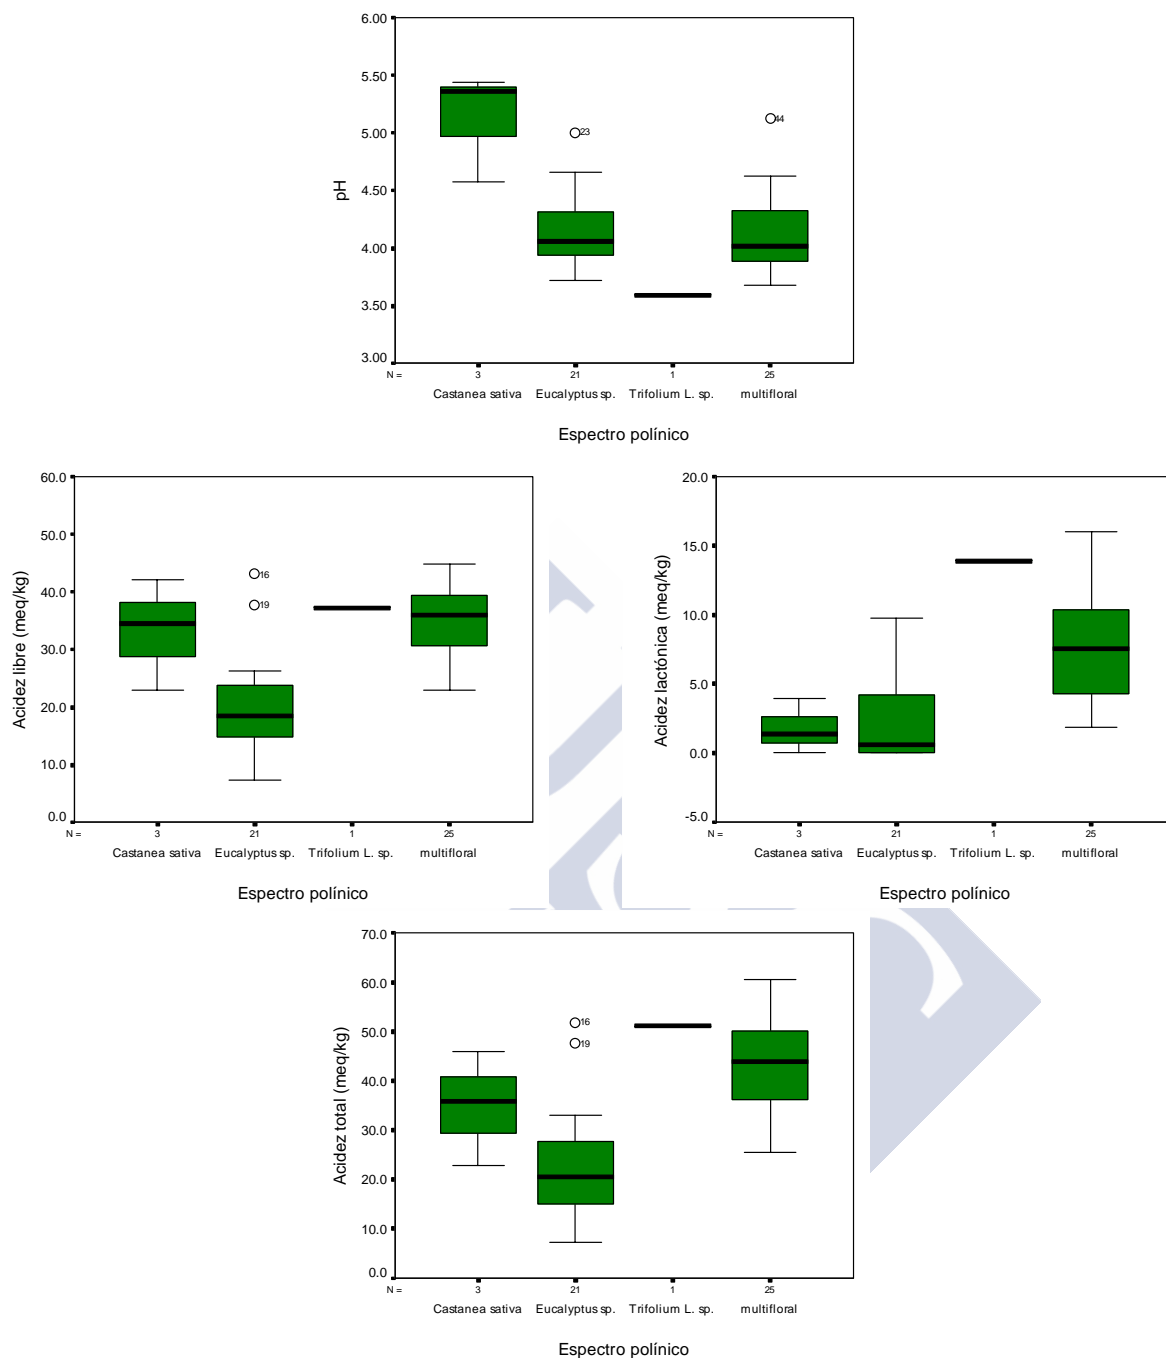 6.00
5.50
5.00
4.50
4.00
3.50
3.00
pH
23
44
N =
3
21
1
25
Castanea sativa
Eucalyptus sp.
Trifolium L. sp.
multifloral
Espectro polínico
60.0
50.0
40.0
30.0
20.0
10.0
0.0
Acidez libre (meq/kg)
16
19
N =
3
21
1
25
Castanea sativa
Eucalyptus sp.
Trifolium L. sp.
multifloral
Espectro polínico
20.0
15.0
10.0
5.0
0.0
-5.0
Acidez lactónica (meq/kg)
N =
3
21
1
25
Castanea sativa
Eucalyptus sp.
Trifolium L. sp.
multifloral
Espectro polínico
70.0
60.0
50.0
40.0
30.0
20.0
10.0
0.0
Acidez total (meq/kg)
16
19
N =
3
21
1
25
Castanea sativa
Eucalyptus sp.
Trifolium L. sp.
multifloral
Espectro polínico